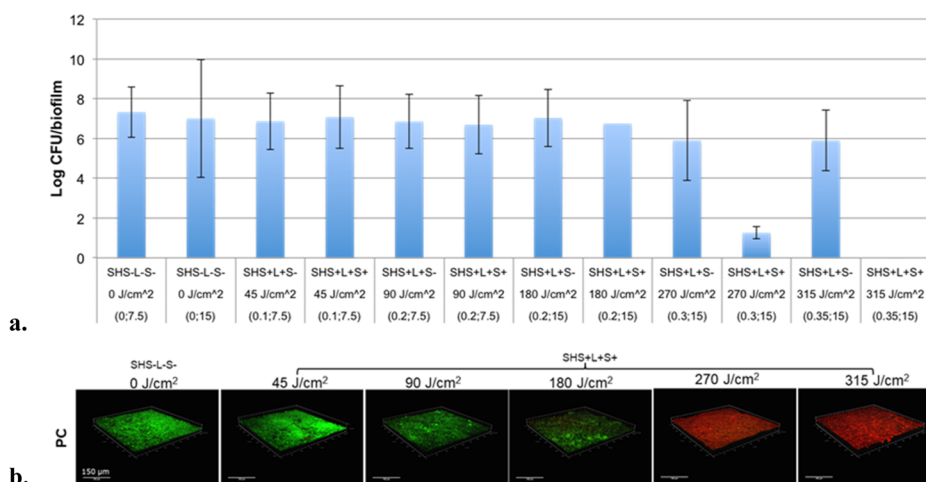 12
10
8
6
4
2
0
Log CFU/biofilm
SHS-L-S- SHS-L-S- SHS+L+S- SHS+L+S+ SHS+L+S- SHS+L+S+ SHS+L+S- SHS+L+S+ SHS+L+S- SHS+L+S+ SHS+L+S- SHS+L+S+
0 J/cm^2 0 J/cm^2 45 J/cm^2 45 J/cm^2 90 J/cm^2 90 J/cm^2 180 J/cm^2 180 J/cm^2 270 J/cm^2 270 J/cm^2 315 J/cm^2 315 J/cm^2
(0;7.5) (0;15) (0.1;7.5) (0.1;7.5) (0.2;7.5) (0.2;7.5) (0.2;15) (0.2;15) (0.3;15) (0.3;15) (0.35;15) (0.35;15)
a.
SHS-L-S- SHS+L+S+
0 J/cm² 45 J/cm² 90 J/cm² 180 J/cm² 270 J/cm² 315 J/cm²
PC
150 µm
b.